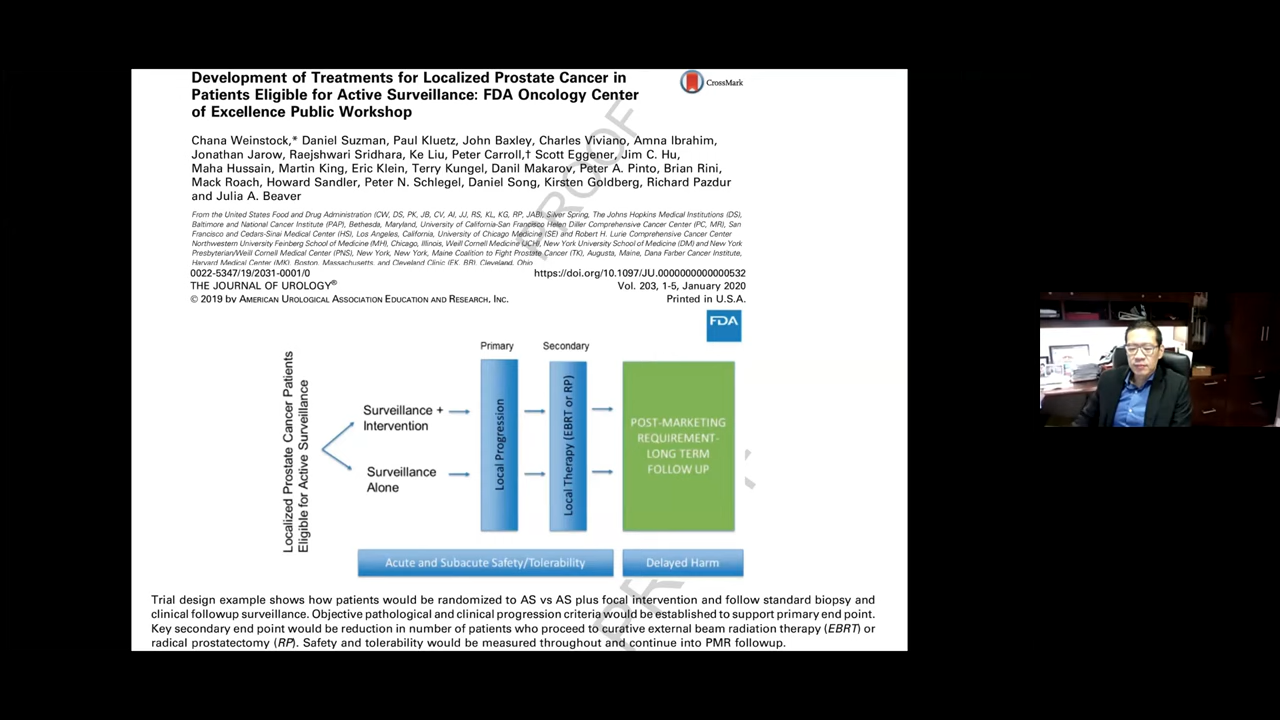 Development of Treatments for Localized Prostate Cancer in
Patients Eligible for Active Surveillance: FDA Oncology Center
of Excellence Public Workshop
CrossMark
Chana Weinstock,* Daniel Suzman, Paul Kluetz, John Baxley, Charles Viviano, Amna Ibrahim,
Jonathan Jarow, Raejshwari Sridhara, Ke Liu, Peter Carroll,† Scott Eggener, Jim C. Hu,
Maha Hussain, Martin King, Eric Klein, Terry Kungel, Danil Makarov, Peter A. Pinto, Brian Rini,
Mack Roach, Howard Sandler, Peter N. Schlegel, Daniel Song, Kirsten Goldberg, Richard Pazdur
and Julia A. Beaver
From the United States Food and Drug Administration (CW, DS, PK, JB, CV, AI, JJ, RS, KL, KG, RP, JAB), Silver Spring, The Johns Hopkins Medical Institutions (DS),
Baltimore and National Cancer Institute (PAP), Bethesda, Maryland, University of California-San Francisco Helen Diller Comprehensive Cancer Center (PC, MR), San
Francisco and Cedars-Sinai Medical Center (HS), Los Angeles, California, University of Chicago Medicine (SE) and Robert H. Lurie Comprehensive Cancer Center
Northwestern University Feinberg School of Medicine (MH), Chicago, Illinois, Weill Cornell Medicine (JCH), New York University School of Medicine (DM) and New York
Presbyterian/Weill Cornell Medical Center (PNS), New York, New York, Maine Coalition to Fight Prostate Cancer (TK), Augusta, Maine, Dana Farber Cancer Institute,
Harvard Medical Center (MK), Boston, Massachusetts, and Cleveland Clinic (EK, BR), Cleveland, Ohio
PROOF
0022-5347/19/2031-0001/0
https://doi.org/10.1097/JU.0000000000000532
THE JOURNAL OF UROLOGY®
Vol. 203, 1-5, January 2020
© 2019 by AMERICAN UROLOGICAL ASSOCIATION EDUCATION AND RESEARCH, INC.
Printed in U.S.A.
FDA
Primary
Secondary
Localized Prostate Cancer Patients
Eligible for Active Surveillance
Surveillance +
Intervention
Surveillance
Alone
Local Progression
Local Therapy (EBRT or RP)
POST-MARKETING
REQUIREMENT-
LONG TERM
FOLLOW UP
Acute and Subacute Safety/Tolerability
Delayed Harm
Trial design example shows how patients would be randomized to AS vs AS plus focal intervention and follow standard biopsy and
clinical followup surveillance. Objective pathological and clinical progression criteria would be established to support primary end point.
Key secondary end point would be reduction in number of patients who proceed to curative external beam radiation therapy (EBRT) or
radical prostatectomy (RP). Safety and tolerability would be measured throughout and continue into PMR followup.